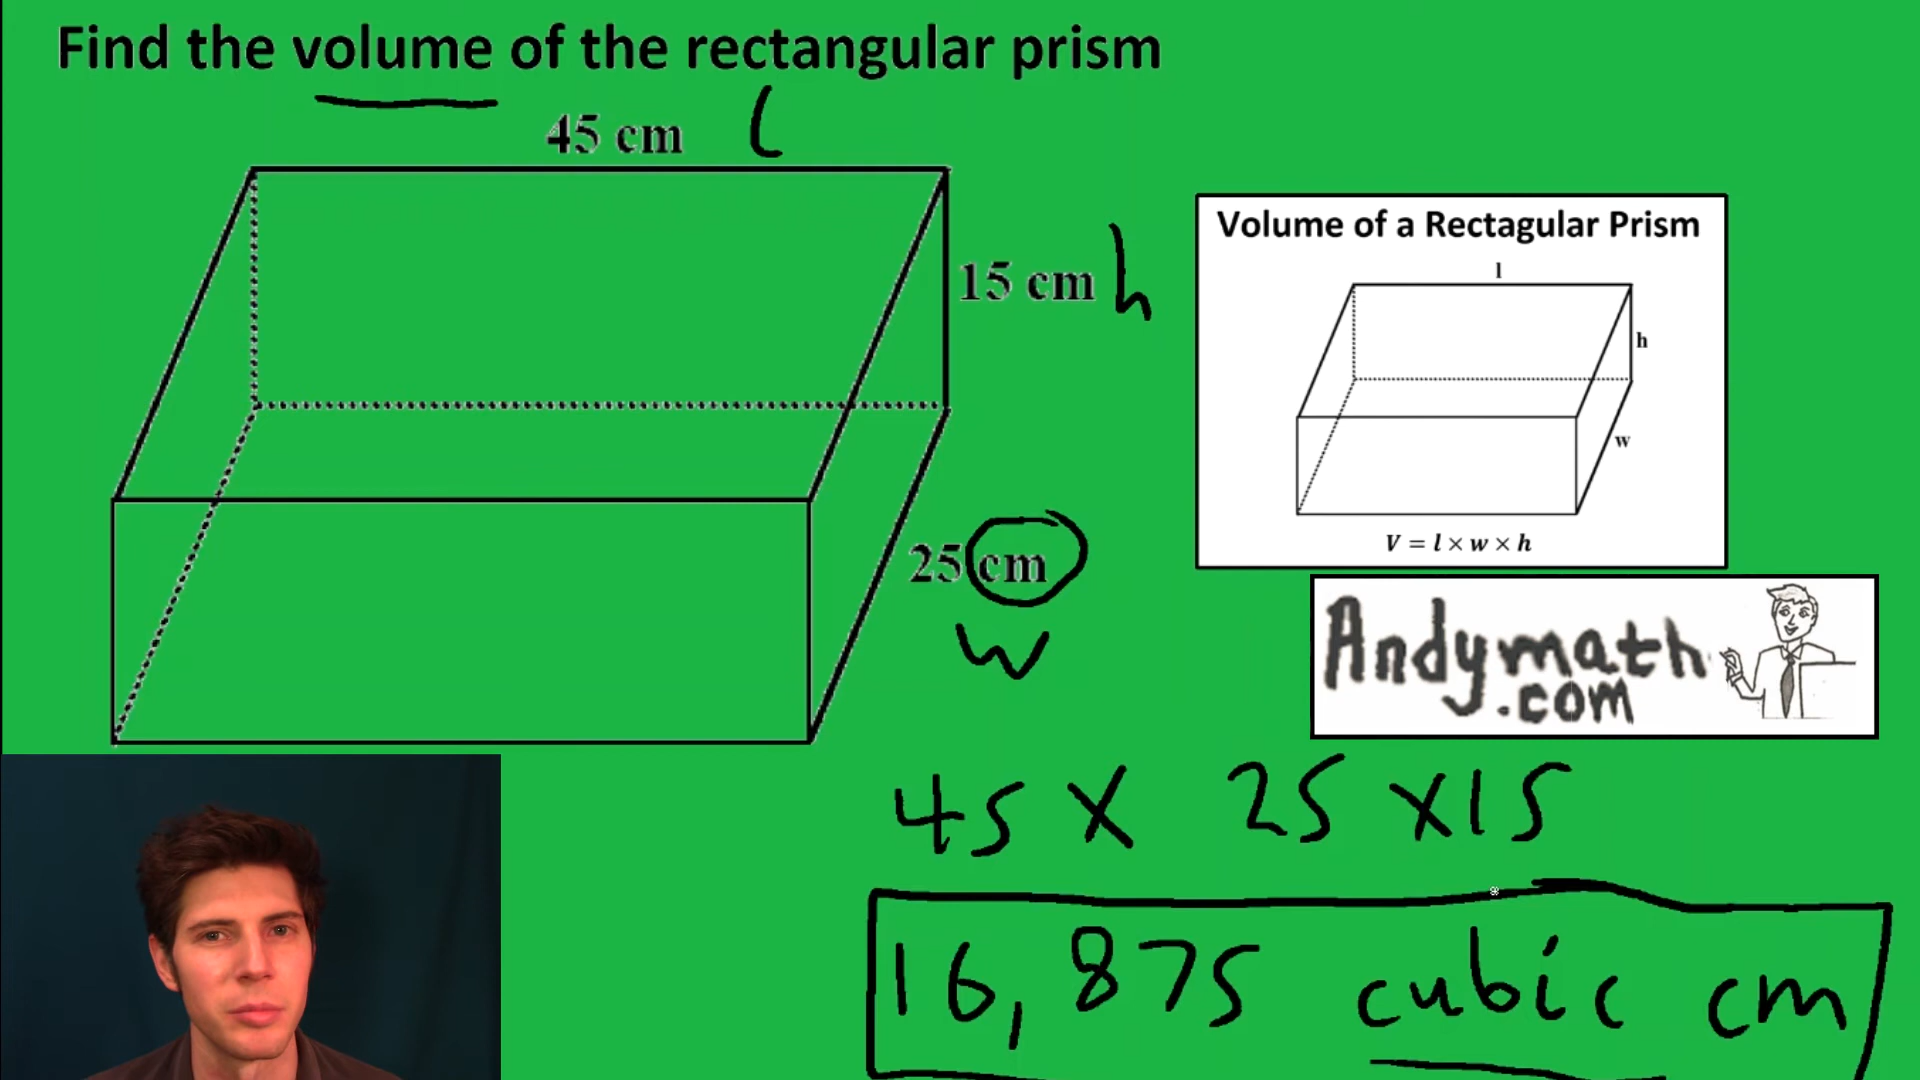 Find the volume of the rectangular prism
45 cm l
15 cm h
25 cm
w
Volume of a Rectagular Prism
l
h
w
V = l × w × h
Andymath
.com
45 x 25 x 15
16,875 cubic cm